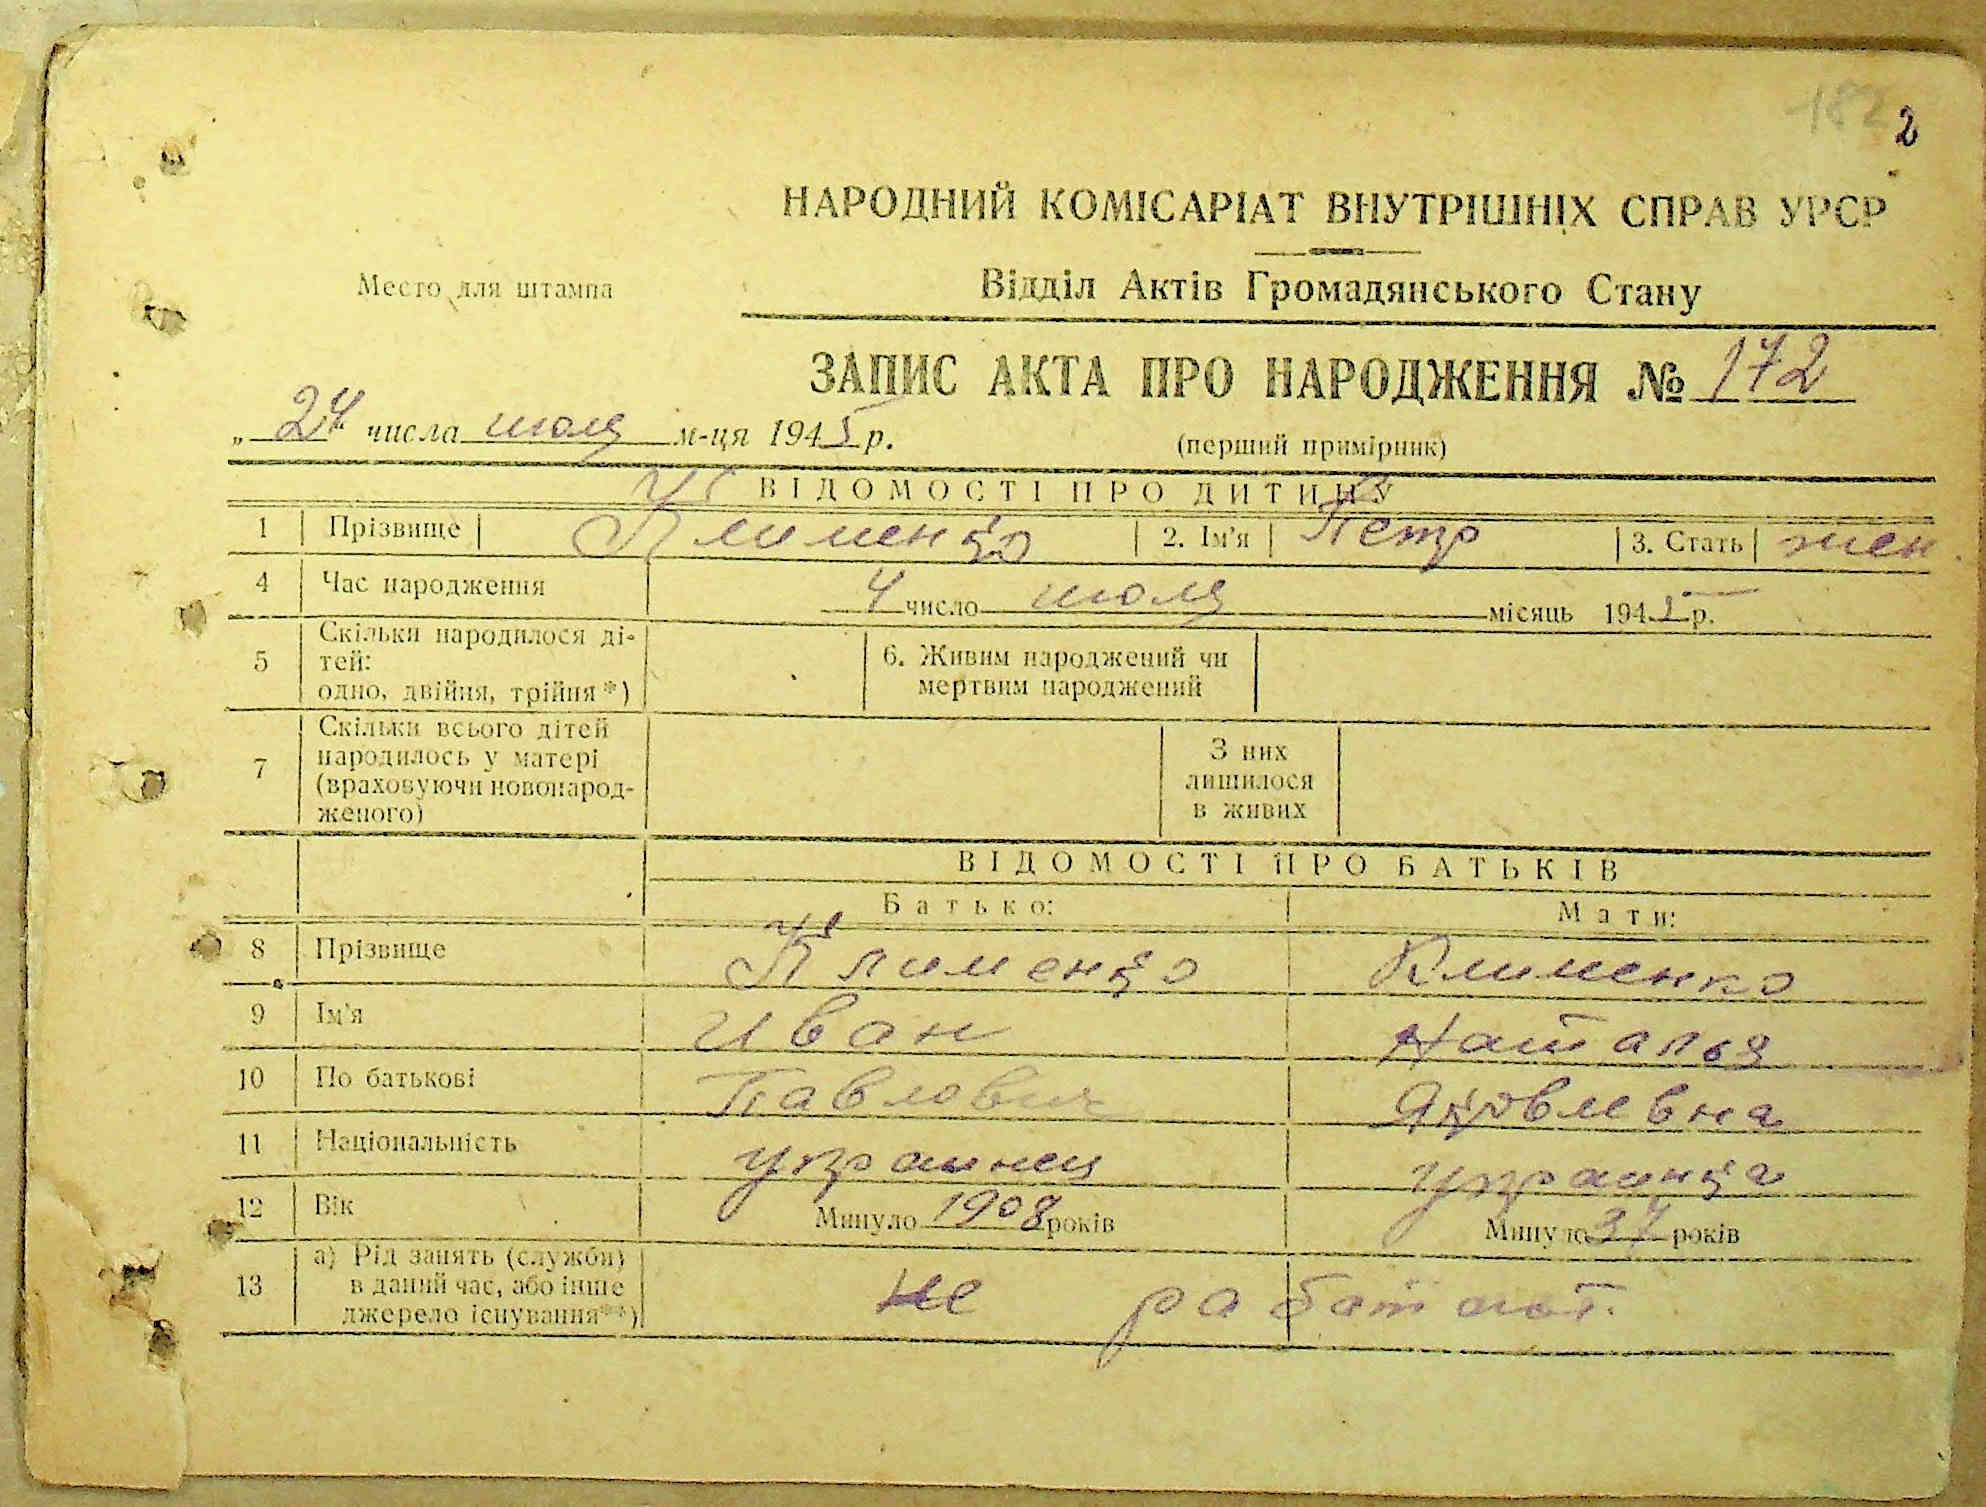 2
НАРОДНИЙ КОМІСАРІАТ ВНУТРІШНІХ СПРАВ УРСР
Место для штампа
Відділ Актів Громадянського Стану
ЗАПИС АКТА ПРО НАРОДЖЕННЯ № 172
„24" числа июля м-ця 1945 р.
(перший примірник)
ВІДОМОСТІ ПРО ДИТИНУ
1 Прізвище Клименко 2. Ім'я Петр 3. Стать жен.
4 Час народження 4 число июля місяць 1945 р.
5 Скільки народилося ді-
тей:
одно, двійня, трійня*)
6. Живим народжений чи
мертвим народжений
7 Скільки всього дітей
народилось у матері
(враховуючи новонарод-
женого)
З них
лишилося
в живих
ВІДОМОСТІ ПРО БАТЬКІВ
Батько: Мати:
8 Прізвище Клименко Клименко
9 Ім'я Иван Наталья
10 По батькові Павлович Яковлевна
11 Національність украинец украинка
12 Вік Минуло 1908 років Минуло 37 років
13 а) Рід занять (служби)
в даний час, або інше
джерело існування**)
не работают.